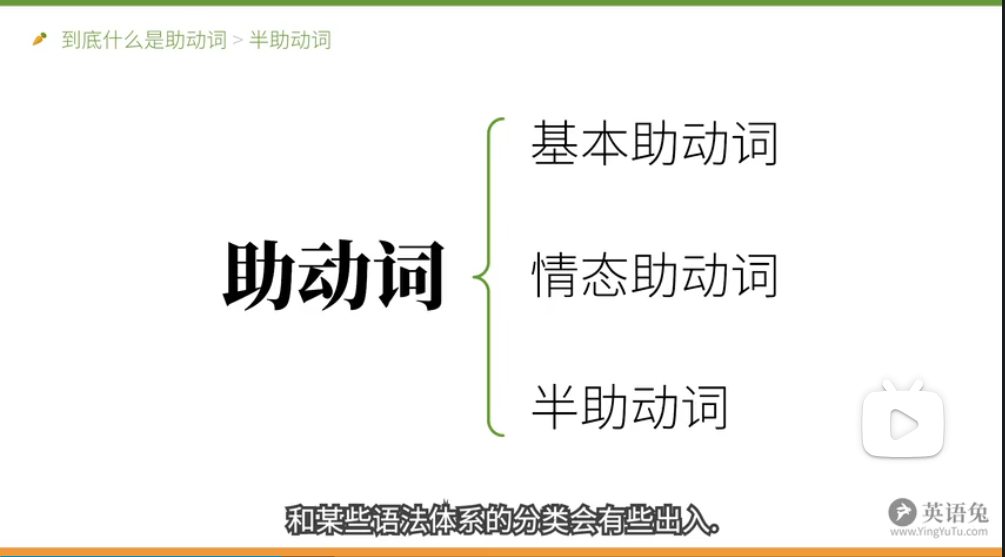 到底什么是助动词 > 半助动词
基本助动词
助动词
情态助动词
半助动词
和某些语法体系的分类会有些出入.
英语兔
www.YingYuTu.com